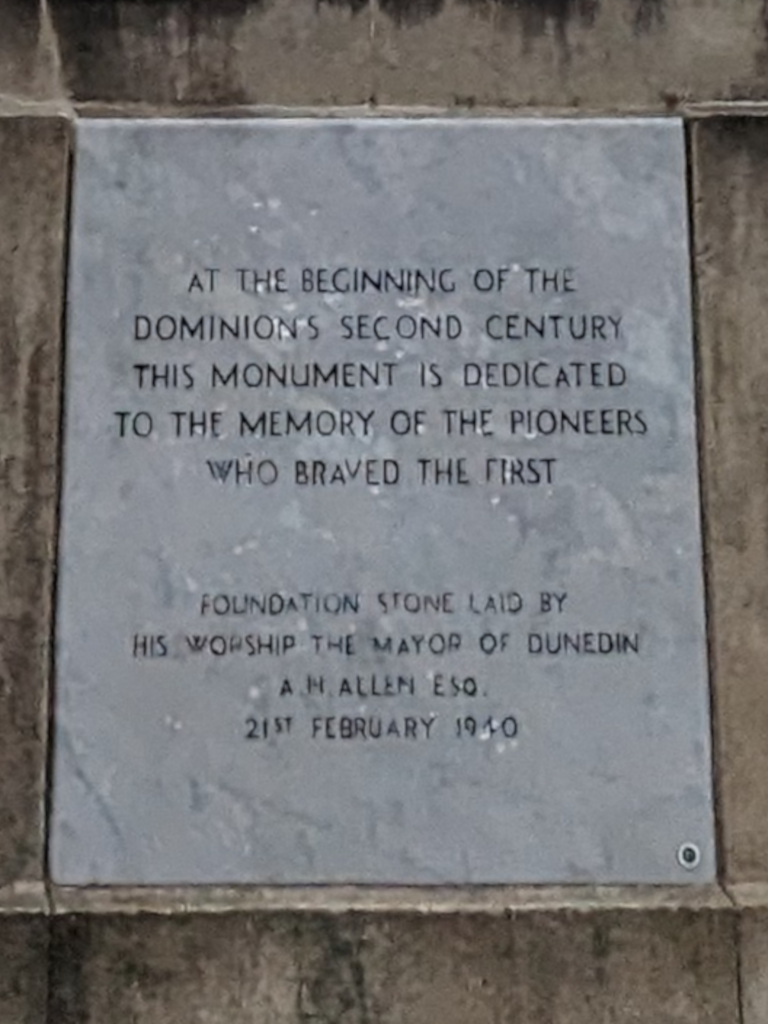 AT THE BEGINNING OF THE
DOMINION'S SECOND CENTURY
THIS MONUMENT IS DEDICATED
TO THE MEMORY OF THE PIONEERS
WHO BRAVED THE FIRST
FOUNDATION STONE LAID BY
HIS WORSHIP THE MAYOR OF DUNEDIN
A.H. ALLEN ESQ.
21ST FEBRUARY 1940